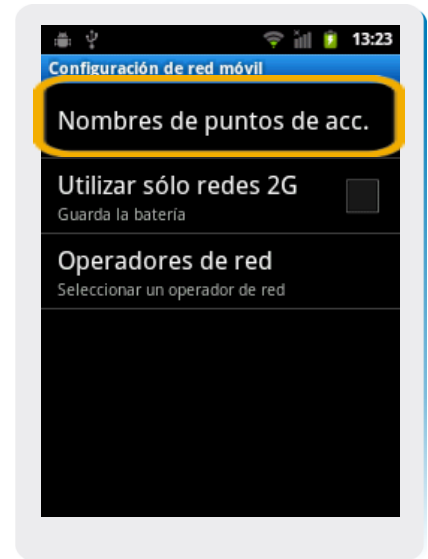 13:23
Configuración de red móvil
Nombres de puntos de acc.
Utilizar sólo redes 2G
Guarda la batería
Operadores de red
Seleccionar un operador de red